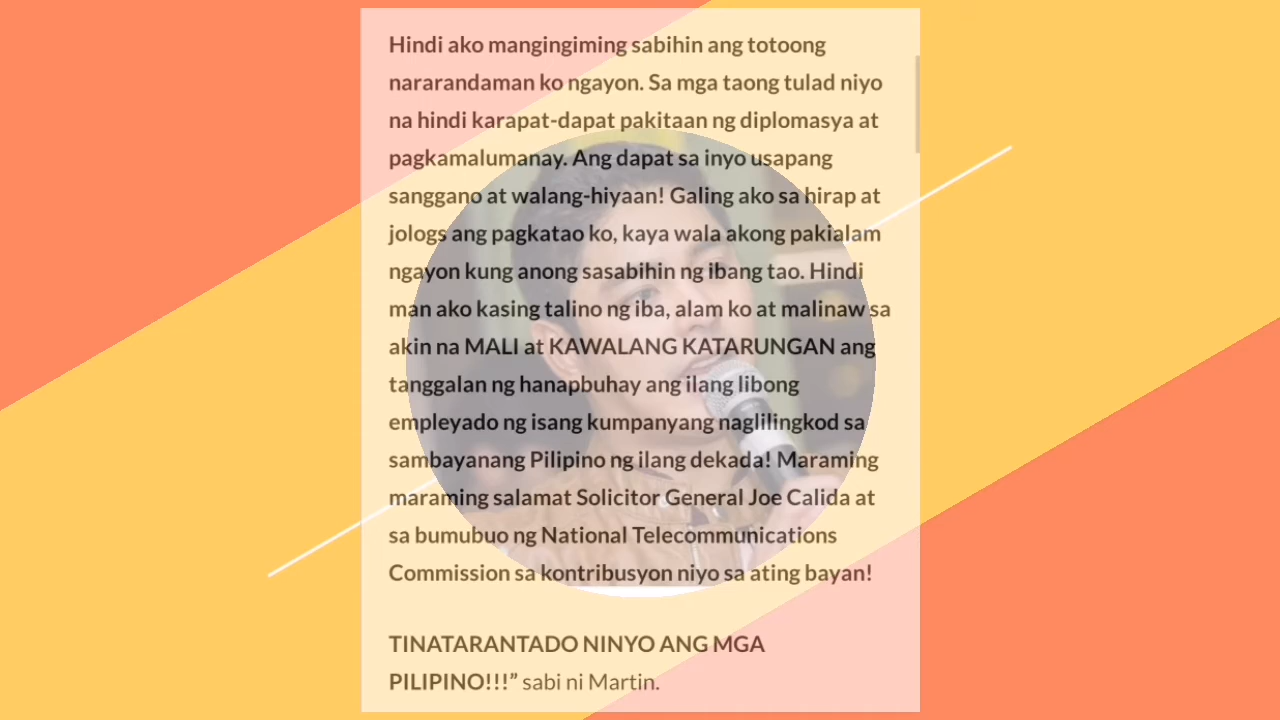 Hindi ako mangingiming sabihin ang totoong
nararandaman ko ngayon. Sa mga taong tulad niyo
na hindi karapat-dapat pakitaan ng diplomasya at
pagkamalumanay. Ang dapat sa inyo usapang
sanggano at walang-hiyaan! Galing ako sa hirap at
jologs ang pagkatao ko, kaya wala akong pakialam
ngayon kung anong sasabihin ng ibang tao. Hindi
man ako kasing talino ng iba, alam ko at malinaw sa
akin na MALI at KAWALANG KATARUNGAN ang
tanggalan ng hanapbuhay ang ilang libong
empleyado ng isang kumpanyang naglilingkod sa
sambayanang Pilipino ng ilang dekada! Maraming
maraming salamat Solicitor General Joe Calida at
sa bumubuo ng National Telecommunications
Commission sa kontribusyon niyo sa ating bayan!
TINATARANTADO NINYO ANG MGA
PILIPINO!!!” sabi ni Martin.